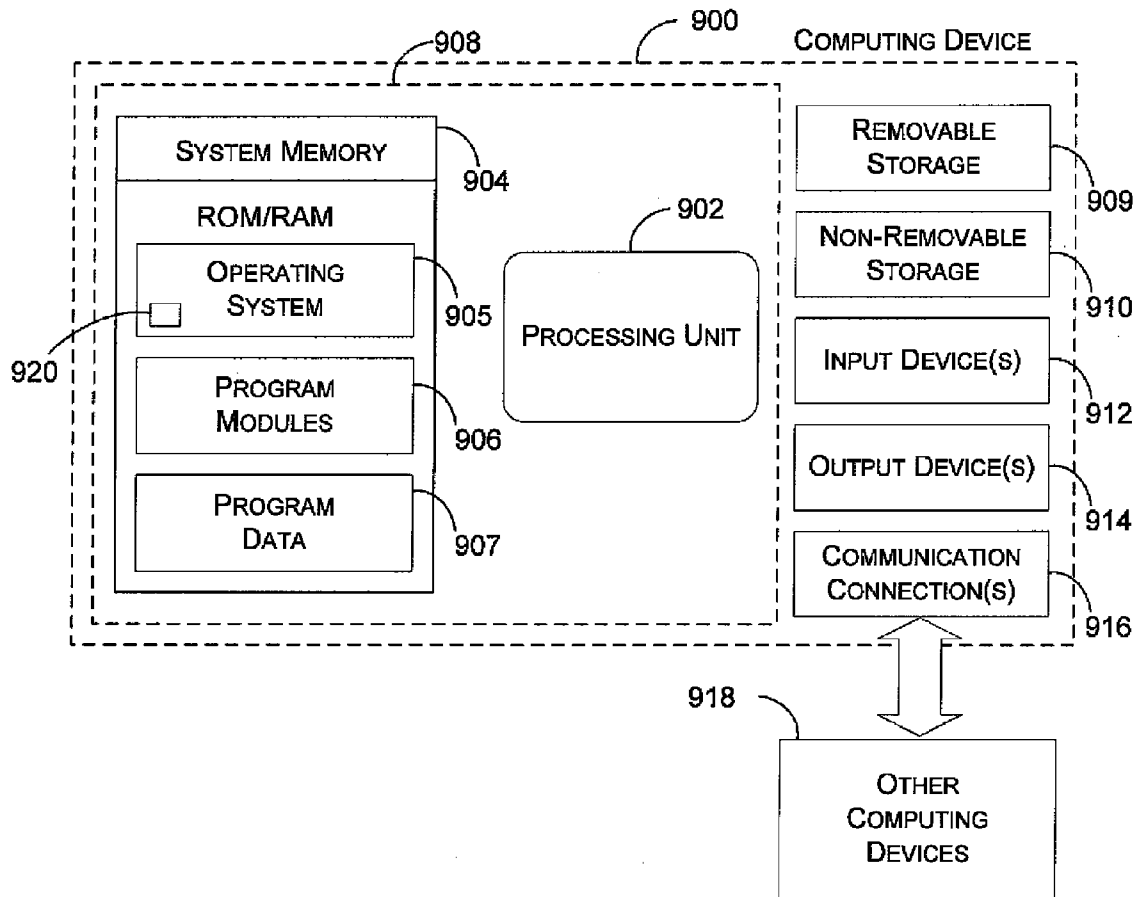 900
COMPUTING DEVICE
908
SYSTEM MEMORY
904
ROM/RAM
OPERATING
SYSTEM
905
920
PROGRAM
MODULES
906
PROGRAM
DATA
907
902
PROCESSING UNIT
REMOVABLE
STORAGE
909
NON-REMOVABLE
STORAGE
910
INPUT DEVICE(S)
912
OUTPUT DEVICE(S)
914
COMMUNICATION
CONNECTION(S)
916
918
OTHER
COMPUTING
DEVICES